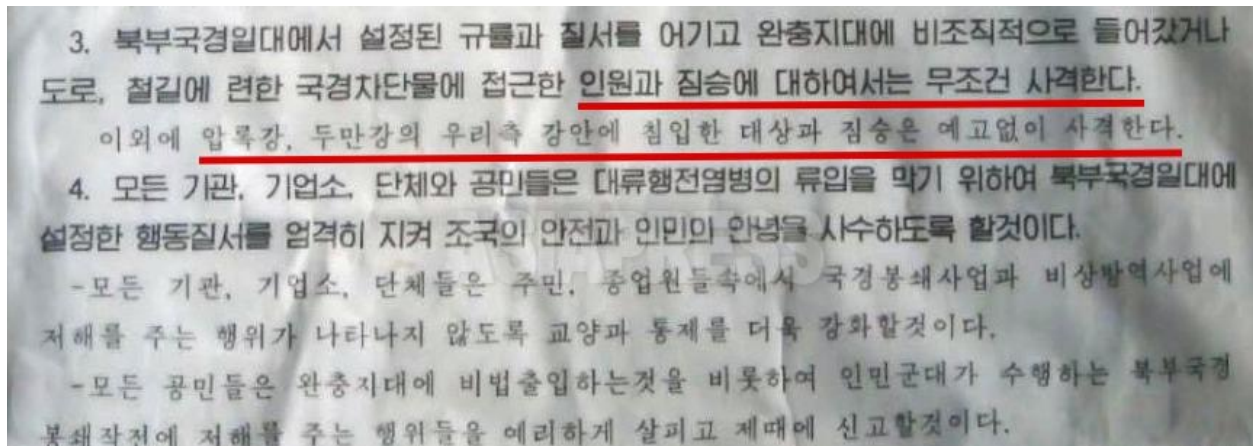 3. 북부국경일대에서 설정된 규률과 질서를 어기고 완충지대에 비조직적으로 들어갔거나
도로, 철길에 련한 국경차단물에 접근한 인원과 짐승에 대하여서는 무조건 사격한다.
이외에 압록강, 두만강의 우리측 강안에 침입한 대상과 짐승은 예고없이 사격한다.
4. 모든 기관, 기업소, 단체와 공민들은 대류행전염병의 류입을 막기 위하여 북부국경일대에
설정한 행동질서를 엄격히 지켜 조국의 안전과 인민의 안녕을 사수하도록 할것이다.
ASIAPRESS
-모든 기관, 기업소, 단체들은 주민, 종업원들속에서 국경봉쇄사업과 비상방역사업에
저해를 주는 행위가 나타나지 않도록 교양과 통제를 더욱 강화할것이다.
-모든 공민들은 완충지대에 비법출입하는것을 비롯하여 인민군대가 수행하는 북부국경
봉쇄작전에 저해를 주는 행위들을 예리하게 살피고 제때에 신고할것이다.